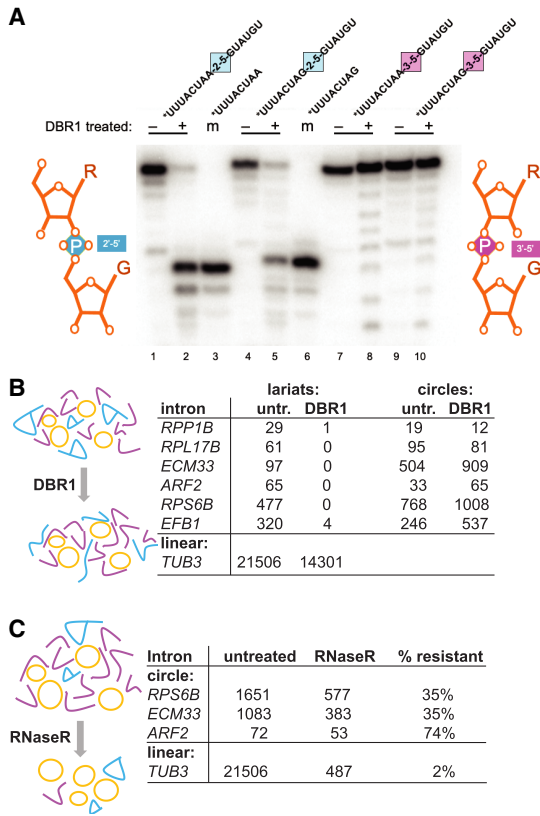 A
*UUUACUAA-2-5-GUAUGU
*UUUACUAA
*UUUACUAG-2-5-GUAUGU
*UUUACUAG
*UUUACUAA-3-5-GUAUGU
*UUUACUAG-3-5-GUAUGU
DBR1 treated: – + m – + m – + – +
R
P 2'-5'
G
R
P 3'-5'
G
1 2 3 4 5 6 7 8 9 10
B
DBR1
lariats: circles:
intron untr. DBR1 untr. DBR1
RPP1B 29 1 19 12
RPL17B 61 0 95 81
ECM33 97 0 504 909
ARF2 65 0 33 65
RPS6B 477 0 768 1008
EFB1 320 4 246 537
linear:
TUB3 21506 14301
C
RNaseR
Intron untreated RNaseR % resistant
circle:
RPS6B 1651 577 35%
ECM33 1083 383 35%
ARF2 72 53 74%
linear:
TUB3 21506 487 2%